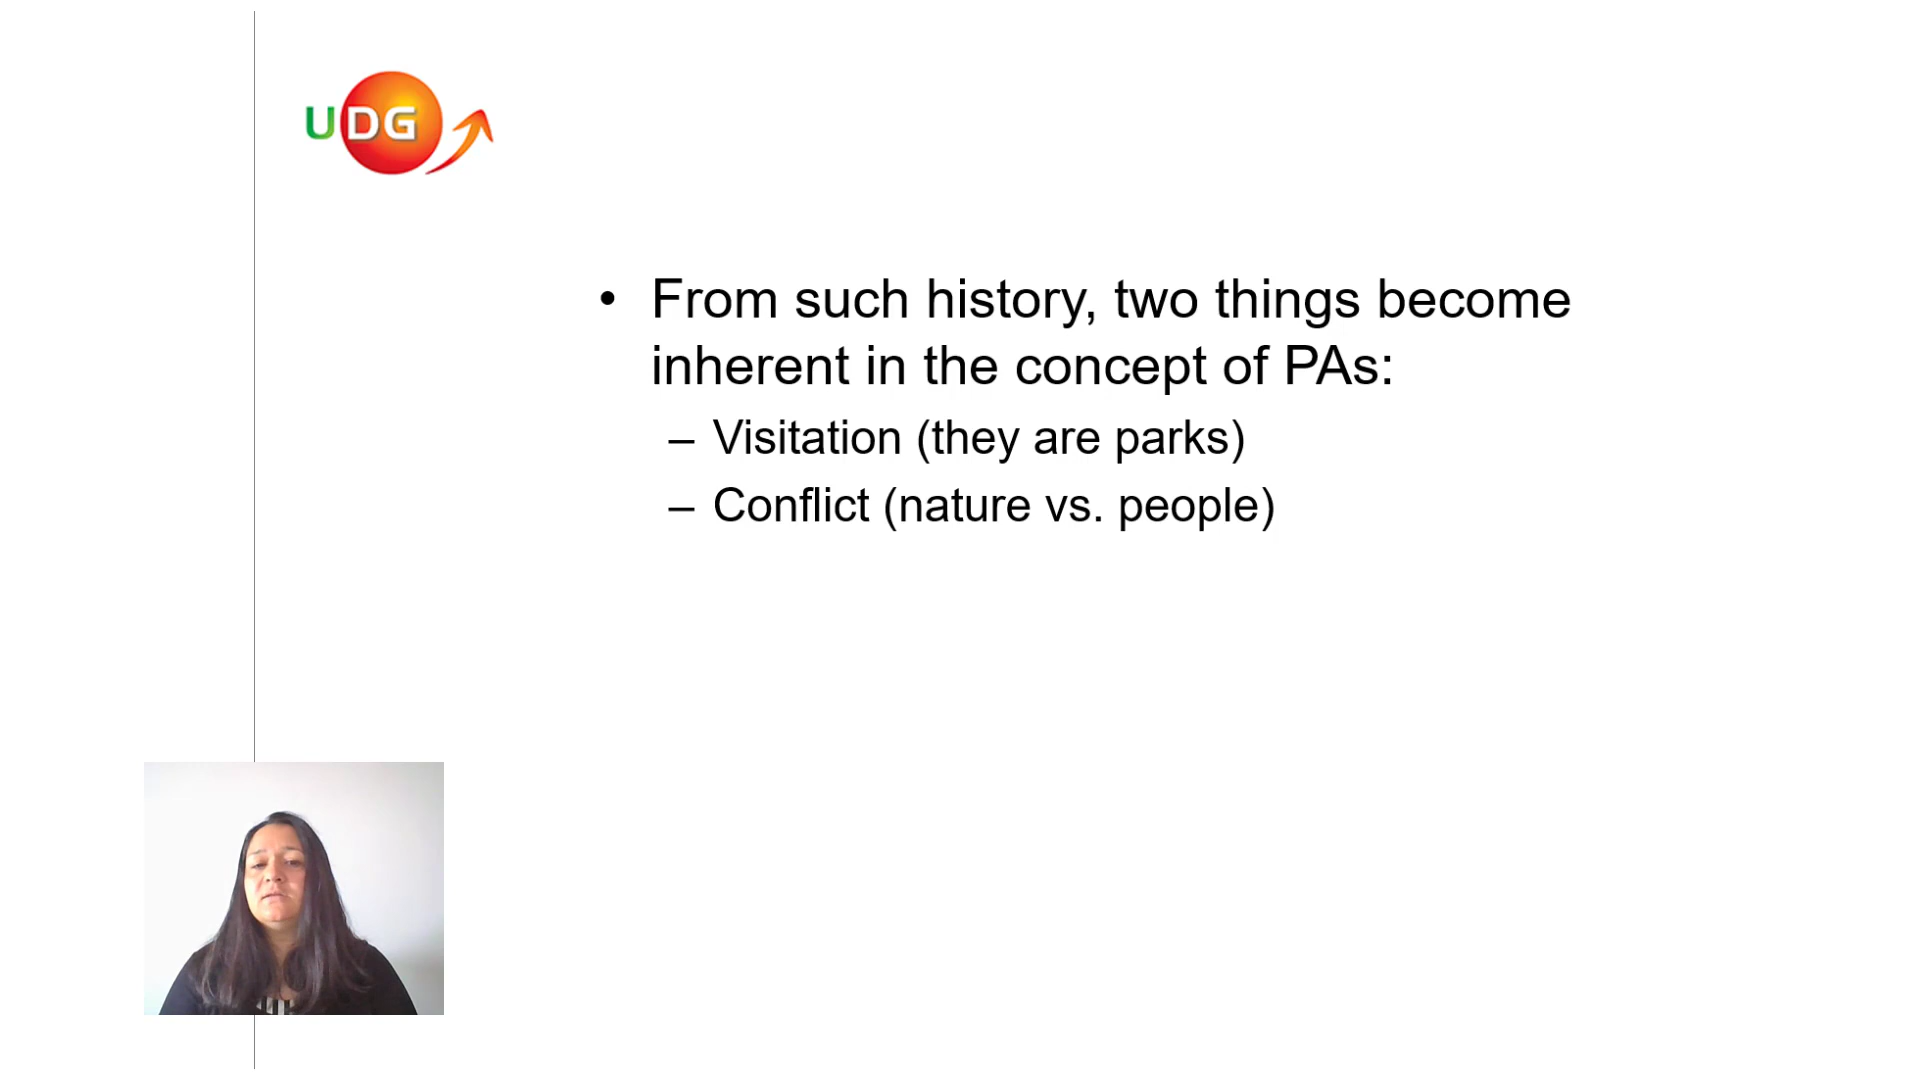 UDG
• From such history, two things become
inherent in the concept of PAs:
– Visitation (they are parks)
– Conflict (nature vs. people)